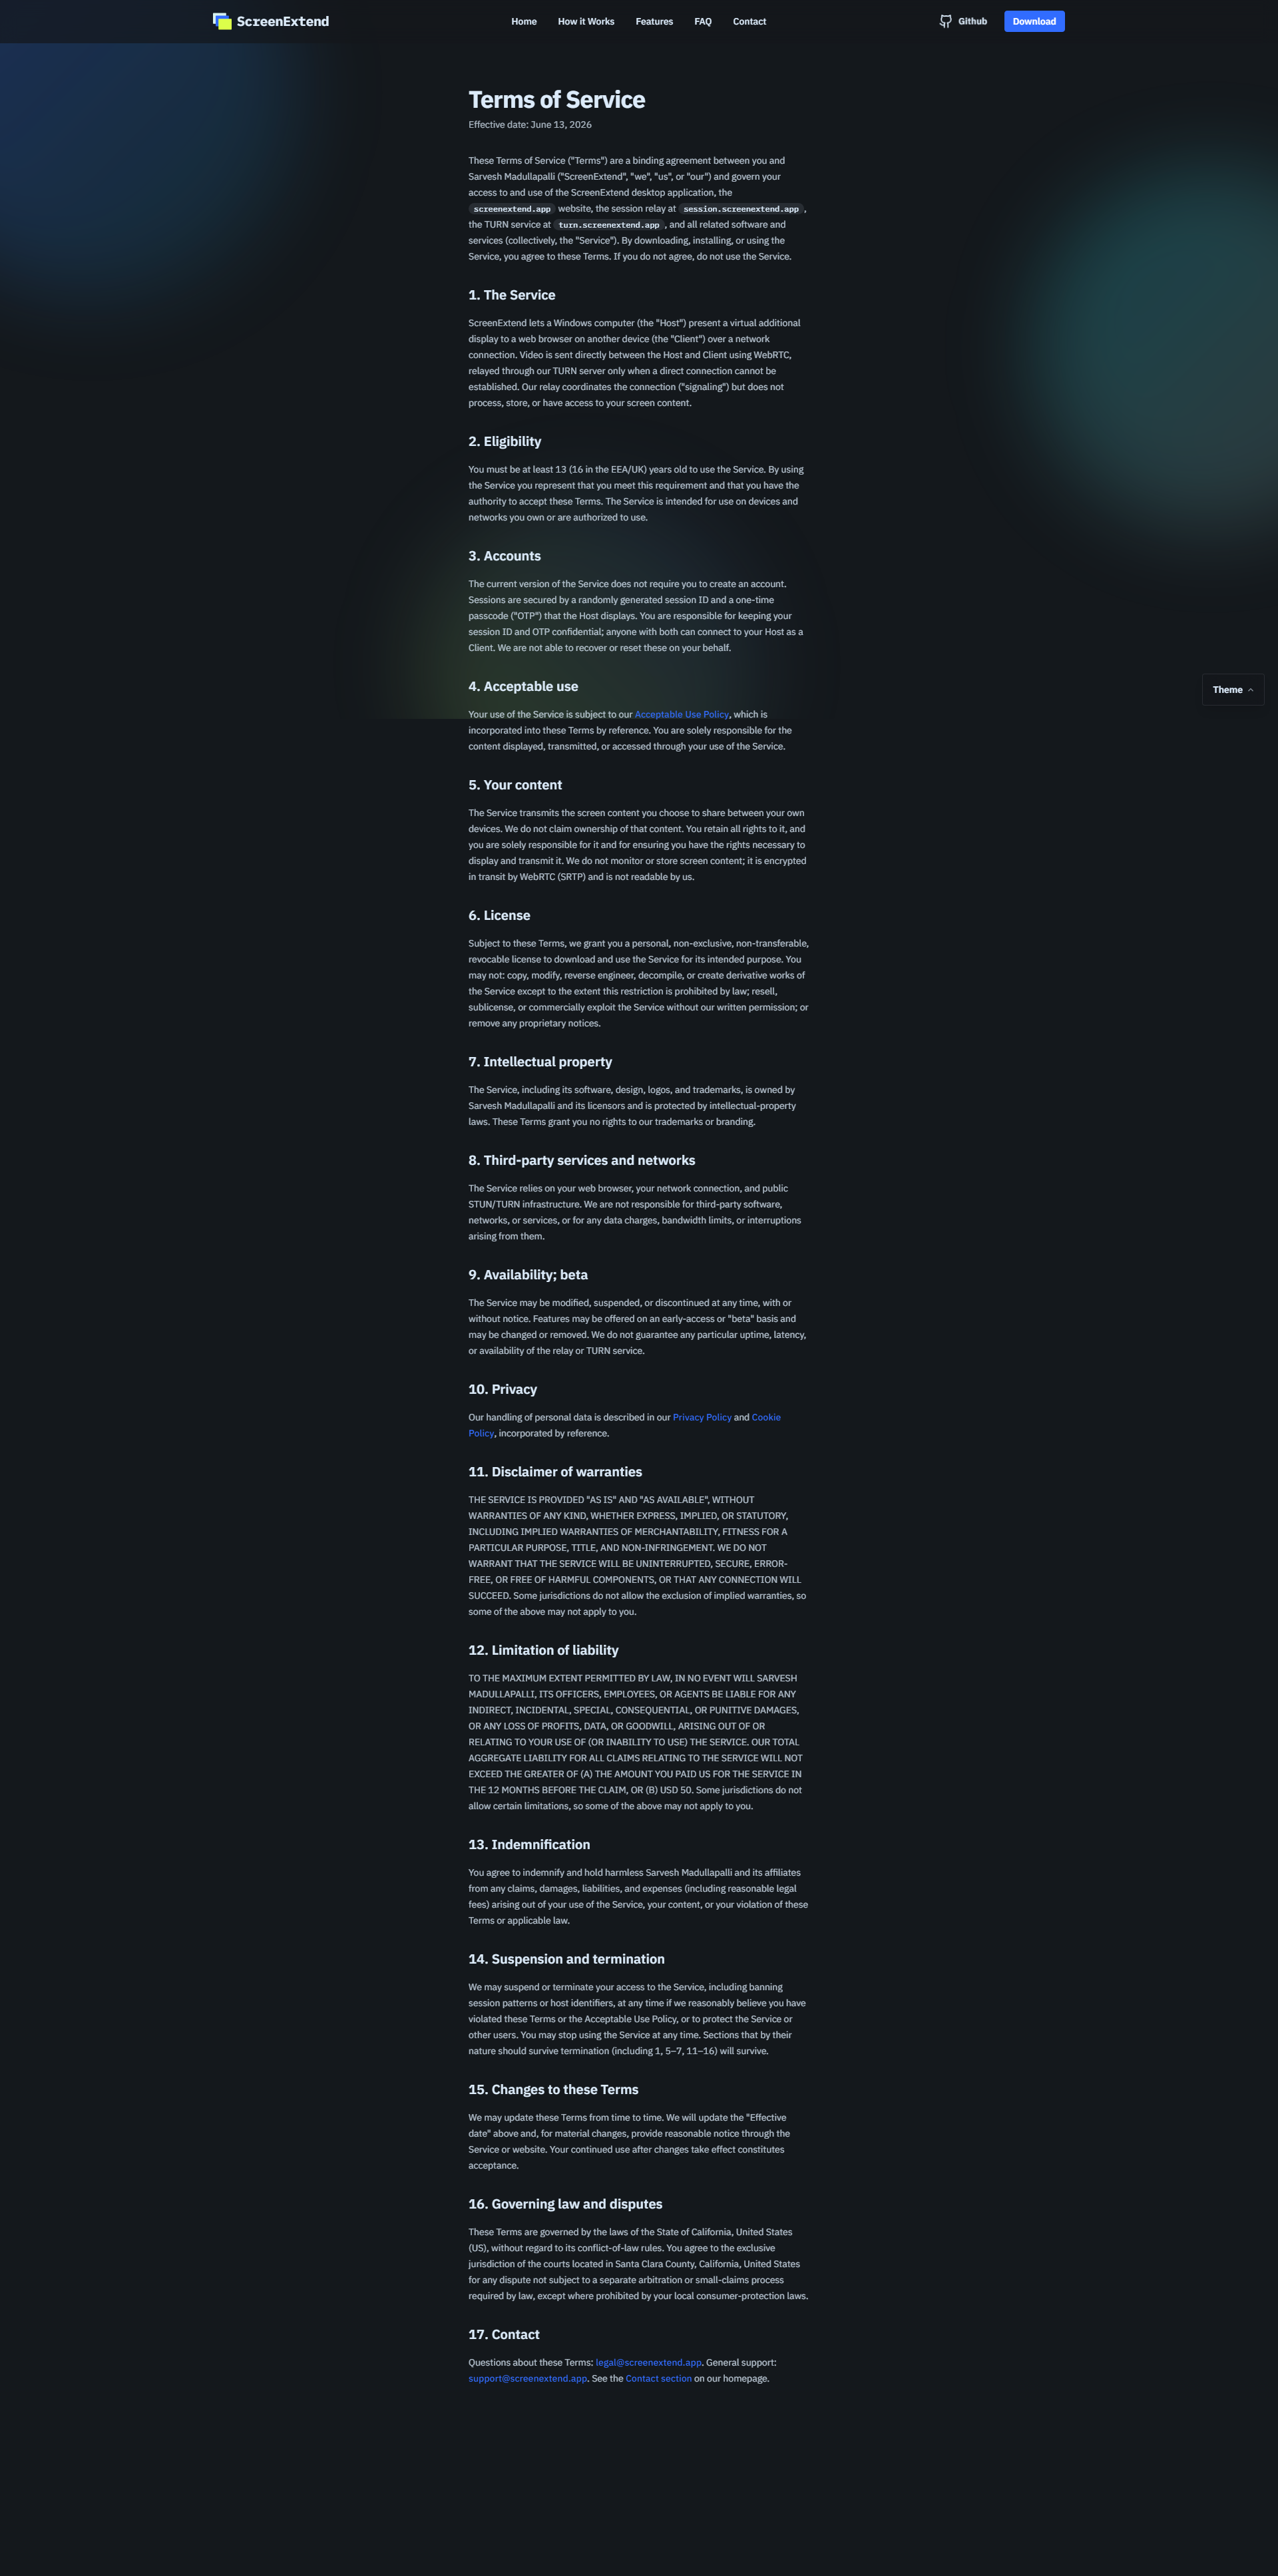 ScreenExtend
Home
How it Works
Features
FAQ
Contact
Github
Download
Terms of Service
Effective date: June 13, 2026
These Terms of Service ("Terms") are a binding agreement between you and
Sarvesh Madullapalli ("ScreenExtend", "we", "us", or "our") and govern your
access to and use of the ScreenExtend desktop application, the
screenextend.app website, the session relay at session.screenextend.app,
the TURN service at turn.screenextend.app, and all related software and
services (collectively, the "Service"). By downloading, installing, or using the
Service, you agree to these Terms. If you do not agree, do not use the Service.
1. The Service
ScreenExtend lets a Windows computer (the "Host") present a virtual additional
display to a web browser on another device (the "Client") over a network
connection. Video is sent directly between the Host and Client using WebRTC,
relayed through our TURN server only when a direct connection cannot be
established. Our relay coordinates the connection ("signaling") but does not
process, store, or have access to your screen content.
2. Eligibility
You must be at least 13 (16 in the EEA/UK) years old to use the Service. By using
the Service you represent that you meet this requirement and that you have the
authority to accept these Terms. The Service is intended for use on devices and
networks you own or are authorized to use.
3. Accounts
The current version of the Service does not require you to create an account.
Sessions are secured by a randomly generated session ID and a one-time
passcode ("OTP") that the Host displays. You are responsible for keeping your
session ID and OTP confidential; anyone with both can connect to your Host as a
Client. We are not able to recover or reset these on your behalf.
4. Acceptable use
Theme
Your use of the Service is subject to our Acceptable Use Policy, which is
incorporated into these Terms by reference. You are solely responsible for the
content displayed, transmitted, or accessed through your use of the Service.
5. Your content
The Service transmits the screen content you choose to share between your own
devices. We do not claim ownership of that content. You retain all rights to it, and
you are solely responsible for it and for ensuring you have the rights necessary to
display and transmit it. We do not monitor or store screen content; it is encrypted
in transit by WebRTC (SRTP) and is not readable by us.
6. License
Subject to these Terms, we grant you a personal, non-exclusive, non-transferable,
revocable license to download and use the Service for its intended purpose. You
may not: copy, modify, reverse engineer, decompile, or create derivative works of
the Service except to the extent this restriction is prohibited by law; resell,
sublicense, or commercially exploit the Service without our written permission; or
remove any proprietary notices.
7. Intellectual property
The Service, including its software, design, logos, and trademarks, is owned by
Sarvesh Madullapalli and its licensors and is protected by intellectual-property
laws. These Terms grant you no rights to our trademarks or branding.
8. Third-party services and networks
The Service relies on your web browser, your network connection, and public
STUN/TURN infrastructure. We are not responsible for third-party software,
networks, or services, or for any data charges, bandwidth limits, or interruptions
arising from them.
9. Availability; beta
The Service may be modified, suspended, or discontinued at any time, with or
without notice. Features may be offered on an early-access or "beta" basis and
may be changed or removed. We do not guarantee any particular uptime, latency,
or availability of the relay or TURN service.
10. Privacy
Our handling of personal data is described in our Privacy Policy and Cookie
Policy, incorporated by reference.
11. Disclaimer of warranties
THE SERVICE IS PROVIDED "AS IS" AND "AS AVAILABLE", WITHOUT
WARRANTIES OF ANY KIND, WHETHER EXPRESS, IMPLIED, OR STATUTORY,
INCLUDING IMPLIED WARRANTIES OF MERCHANTABILITY, FITNESS FOR A
PARTICULAR PURPOSE, TITLE, AND NON-INFRINGEMENT. WE DO NOT
WARRANT THAT THE SERVICE WILL BE UNINTERRUPTED, SECURE, ERROR-
FREE, OR FREE OF HARMFUL COMPONENTS, OR THAT ANY CONNECTION WILL
SUCCEED. Some jurisdictions do not allow the exclusion of implied warranties, so
some of the above may not apply to you.
12. Limitation of liability
TO THE MAXIMUM EXTENT PERMITTED BY LAW, IN NO EVENT WILL SARVESH
MADULLAPALLI, ITS OFFICERS, EMPLOYEES, OR AGENTS BE LIABLE FOR ANY
INDIRECT, INCIDENTAL, SPECIAL, CONSEQUENTIAL, OR PUNITIVE DAMAGES,
OR ANY LOSS OF PROFITS, DATA, OR GOODWILL, ARISING OUT OF OR
RELATING TO YOUR USE OF (OR INABILITY TO USE) THE SERVICE. OUR TOTAL
AGGREGATE LIABILITY FOR ALL CLAIMS RELATING TO THE SERVICE WILL NOT
EXCEED THE GREATER OF (A) THE AMOUNT YOU PAID US FOR THE SERVICE IN
THE 12 MONTHS BEFORE THE CLAIM, OR (B) USD 50. Some jurisdictions do not
allow certain limitations, so some of the above may not apply to you.
13. Indemnification
You agree to indemnify and hold harmless Sarvesh Madullapalli and its affiliates
from any claims, damages, liabilities, and expenses (including reasonable legal
fees) arising out of your use of the Service, your content, or your violation of these
Terms or applicable law.
14. Suspension and termination
We may suspend or terminate your access to the Service, including banning
session patterns or host identifiers, at any time if we reasonably believe you have
violated these Terms or the Acceptable Use Policy, or to protect the Service or
other users. You may stop using the Service at any time. Sections that by their
nature should survive termination (including 1, 5–7, 11–16) will survive.
15. Changes to these Terms
We may update these Terms from time to time. We will update the "Effective
date" above and, for material changes, provide reasonable notice through the
Service or website. Your continued use after changes take effect constitutes
acceptance.
16. Governing law and disputes
These Terms are governed by the laws of the State of California, United States
(US), without regard to its conflict-of-law rules. You agree to the exclusive
jurisdiction of the courts located in Santa Clara County, California, United States
for any dispute not subject to a separate arbitration or small-claims process
required by law, except where prohibited by your local consumer-protection laws.
17. Contact
Questions about these Terms: legal@screenextend.app. General support:
support@screenextend.app. See the Contact section on our homepage.